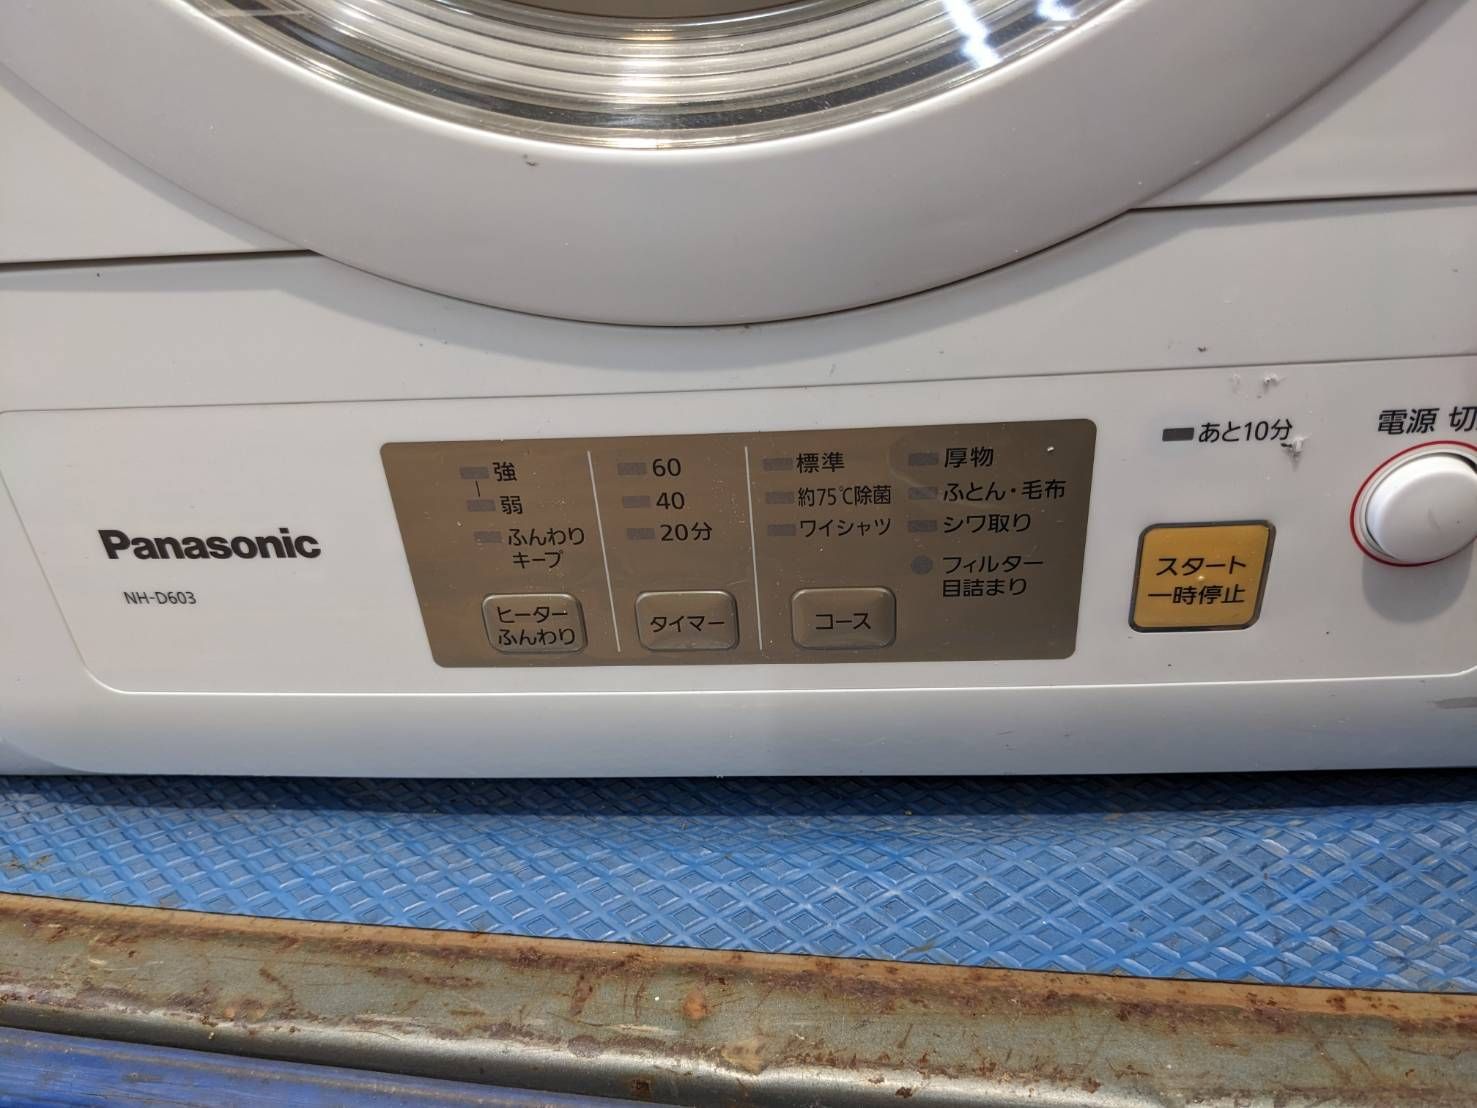 Panasonic
NH-D603
強
弱
ふんわり
キープ
ヒーター
ふんわり
60
40
20分
タイマー
標準
約75℃除菌
ワイシャツ
コース
厚物
ふとん・毛布
シワ取り
フィルター
目詰まり
あと10分
スタート
一時停止
電源 切